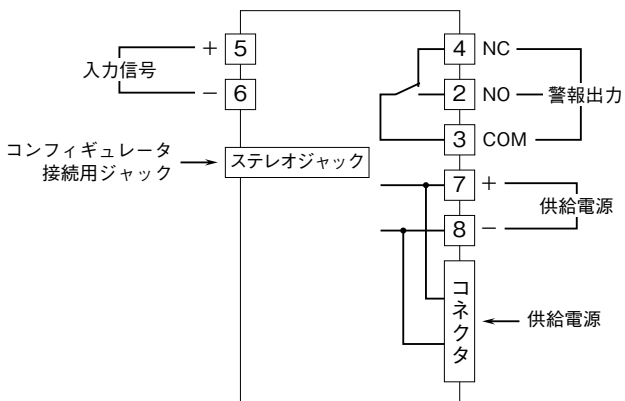 入力信号
+ 5
− 6
コンフィギュレータ
接続用ジャック
ステレオジャック
4 NC
2 NO
3 COM
警報出力
7 +
8 −
供給電源
コネクタ
供給電源